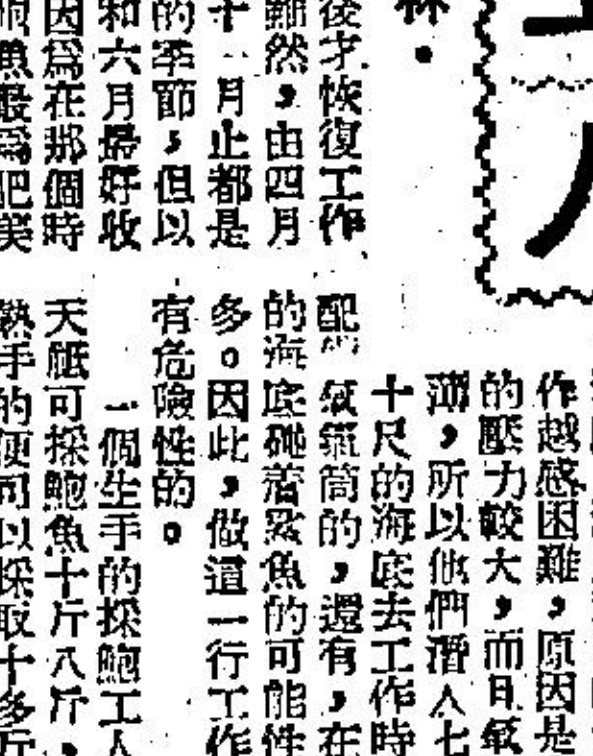 林。
後才恢復工作
雖然，由四月
十一月止都是
的季節，但以
和六月最好收
因爲在那個時
鮑魚最爲肥美
人
作越感困難，原因是
的壓力較大，而且氧
薄，所以他們潛入七
十尺的海底去工作時
配 氧氣筒的，還有，在
的海底碰着鯊魚的可能性
多。因此，做這一行工作
有危險性的。
一個生手的採鮑工人
天祗可採鮑魚十斤八斤，
熟手的便可以採取十多斤